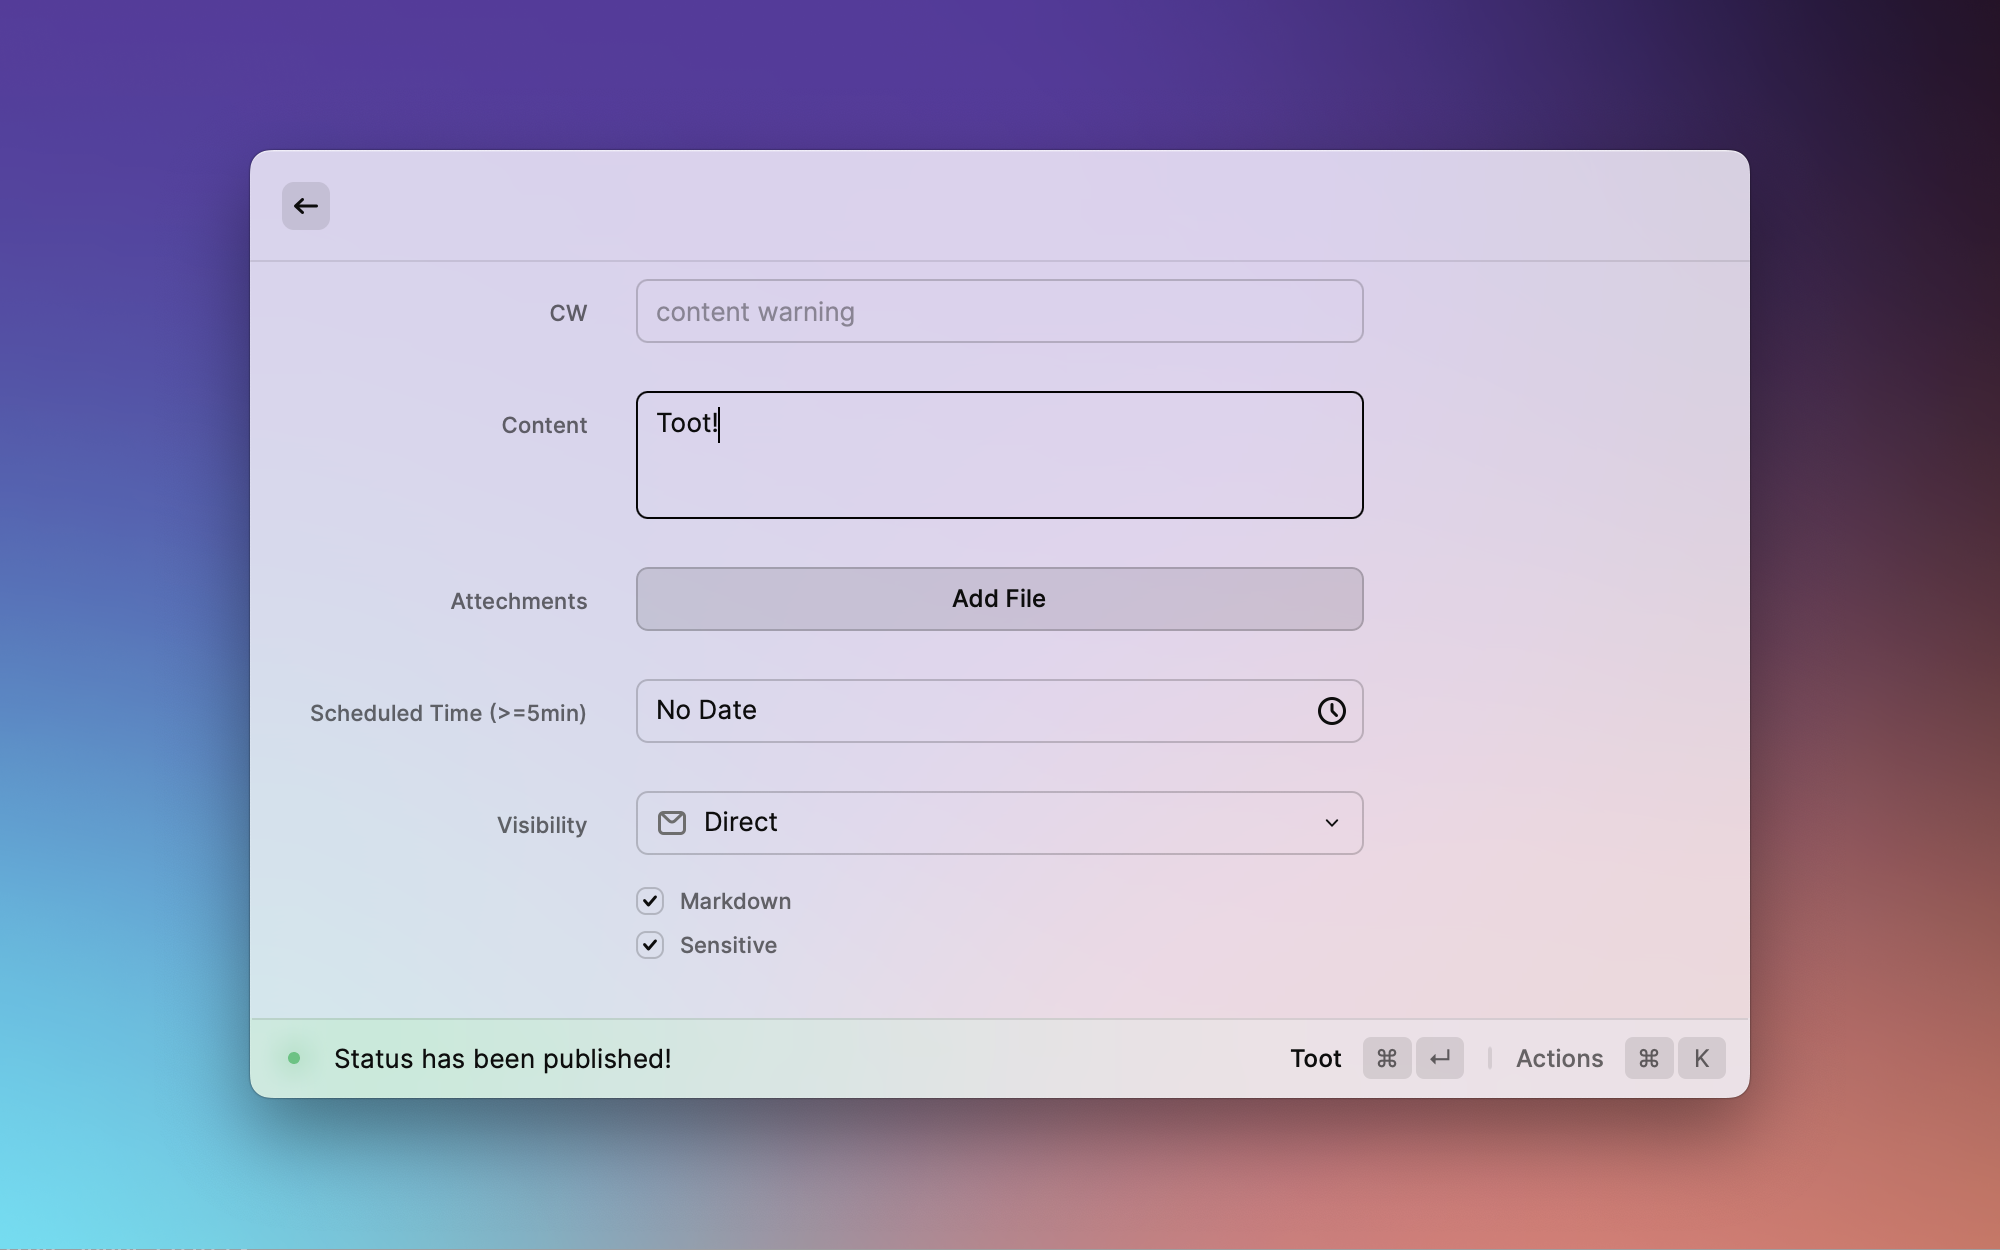 CW
content warning
Content
Toot!
Attechments
Add File
Scheduled Time (>=5min)
No Date
Visibility
Direct
Markdown
Sensitive
Status has been published!
Toot ⌘ ↵ | Actions ⌘ K